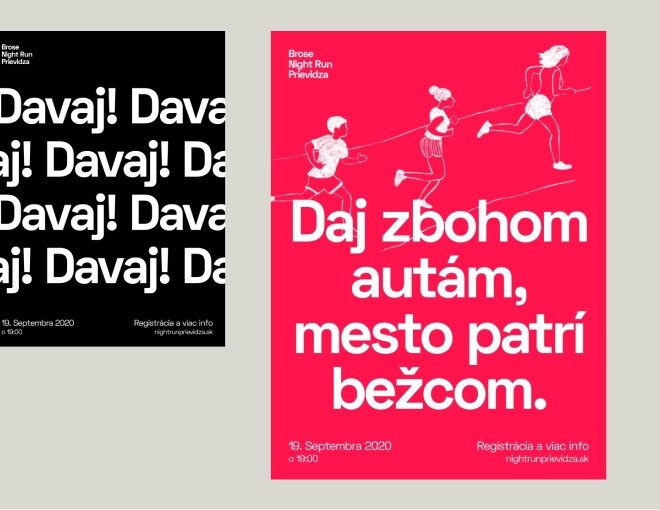 Brose
Night Run
Prievidza
Davaj! Dava
aj! Davaj! Da
Davaj! Dava
aj! Davaj! Da
19. Septembra 2020
o 19:00
Registrácia a viac info
nightrunprievidza.sk
Brose
Night Run
Prievidza
Daj zbohom
autám,
mesto patrí
bežcom.
19. Septembra 2020
o 19:00
Registrácia a viac info
nightrunprievidza.sk